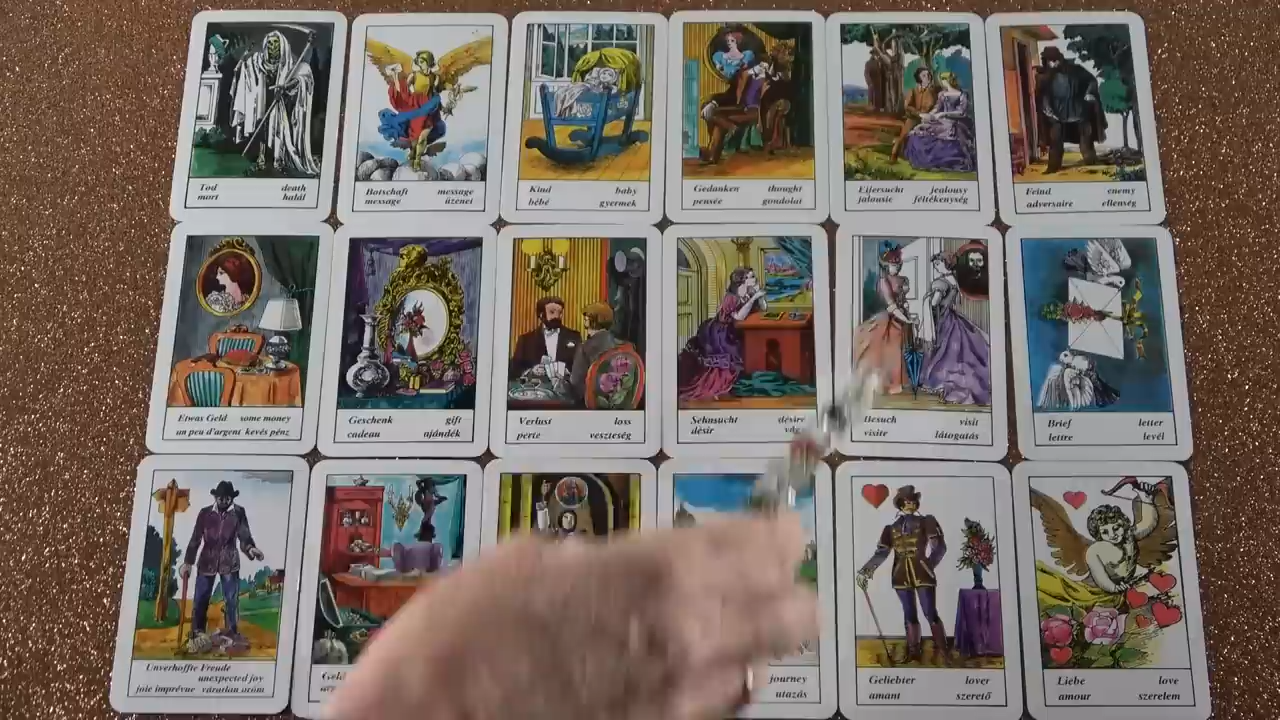 Tod death
mort halál
Botschaft message
message üzenet
Kind baby
bébé gyermek
Gedanken thought
pensée gondolat
Eifersucht jealousy
jalousie féltékenység
Feind enemy
adversaire ellenség
Etwas Geld some money
un peu d'argent kevés pénz
Geschenk gift
cadeau ajándék
Verlust loss
perte veszteség
Sehnsucht désire
désir
Besuch visit
visite látogatás
Brief letter
lettre levél
Unverhoffte Freude
unexpected joy
joie imprévue váratlan öröm
journey
utazás
Geliebter lover
amant szerető
Liebe love
amour szerelem